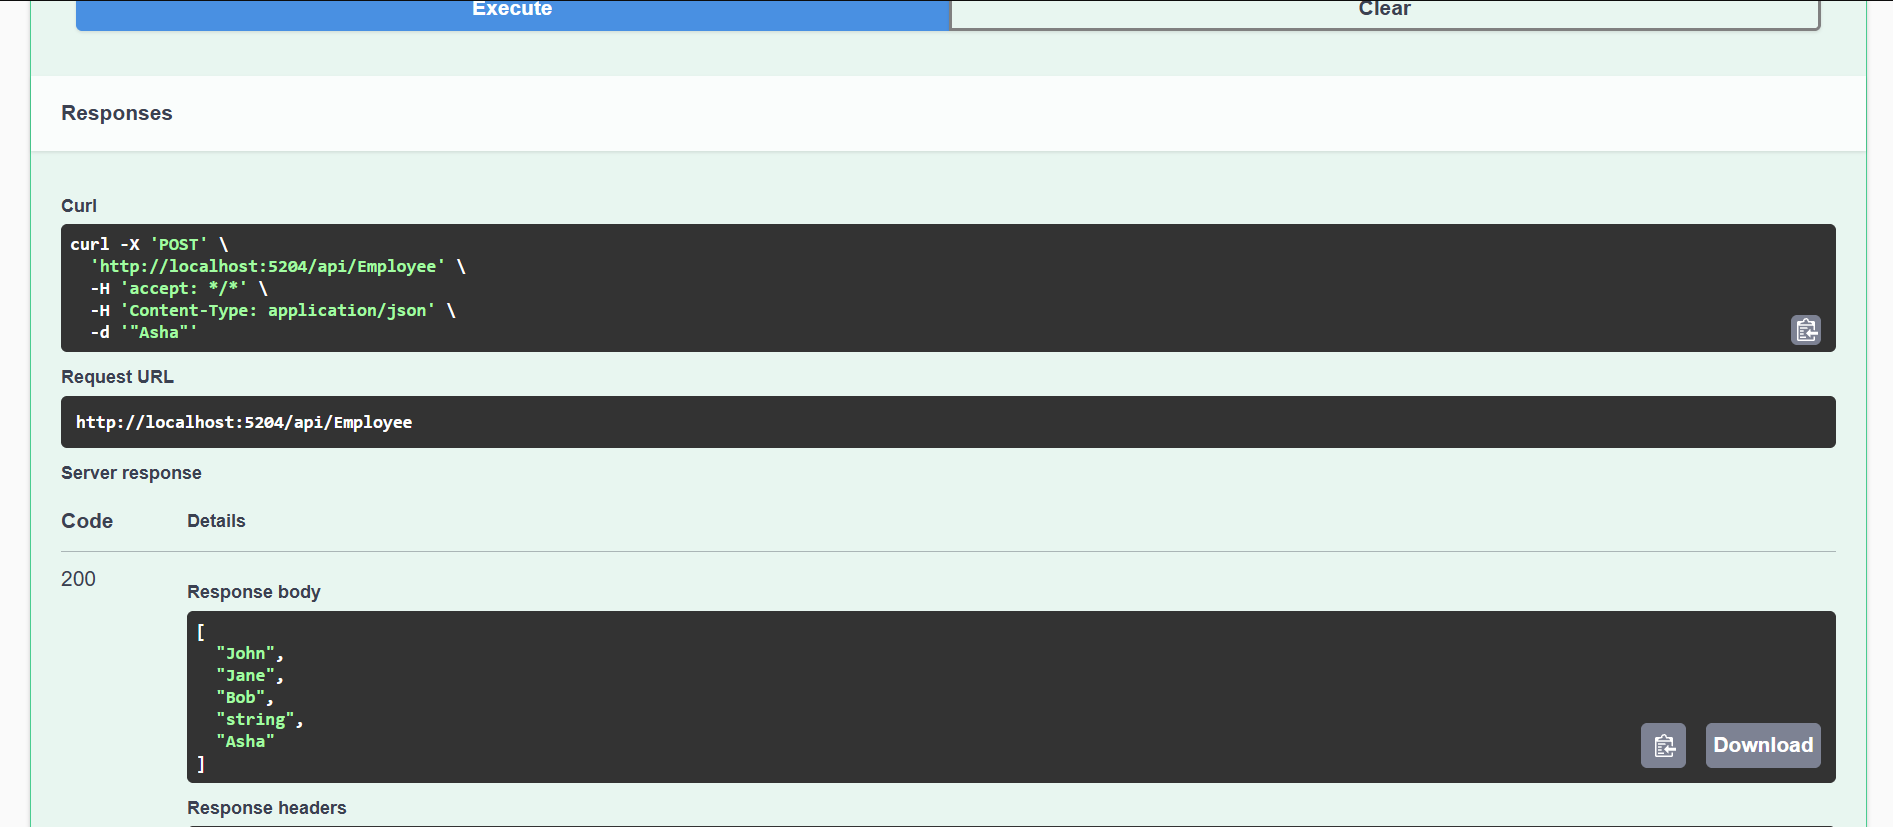 Execute
Clear
Responses
Curl
curl -X 'POST' \
'http://localhost:5204/api/Employee' \
-H 'accept: */*' \
-H 'Content-Type: application/json' \
-d '"Asha"'
Request URL
http://localhost:5204/api/Employee
Server response
Code Details
200
Response body
[
"John",
"Jane",
"Bob",
"string",
"Asha"
]
Download
Response headers